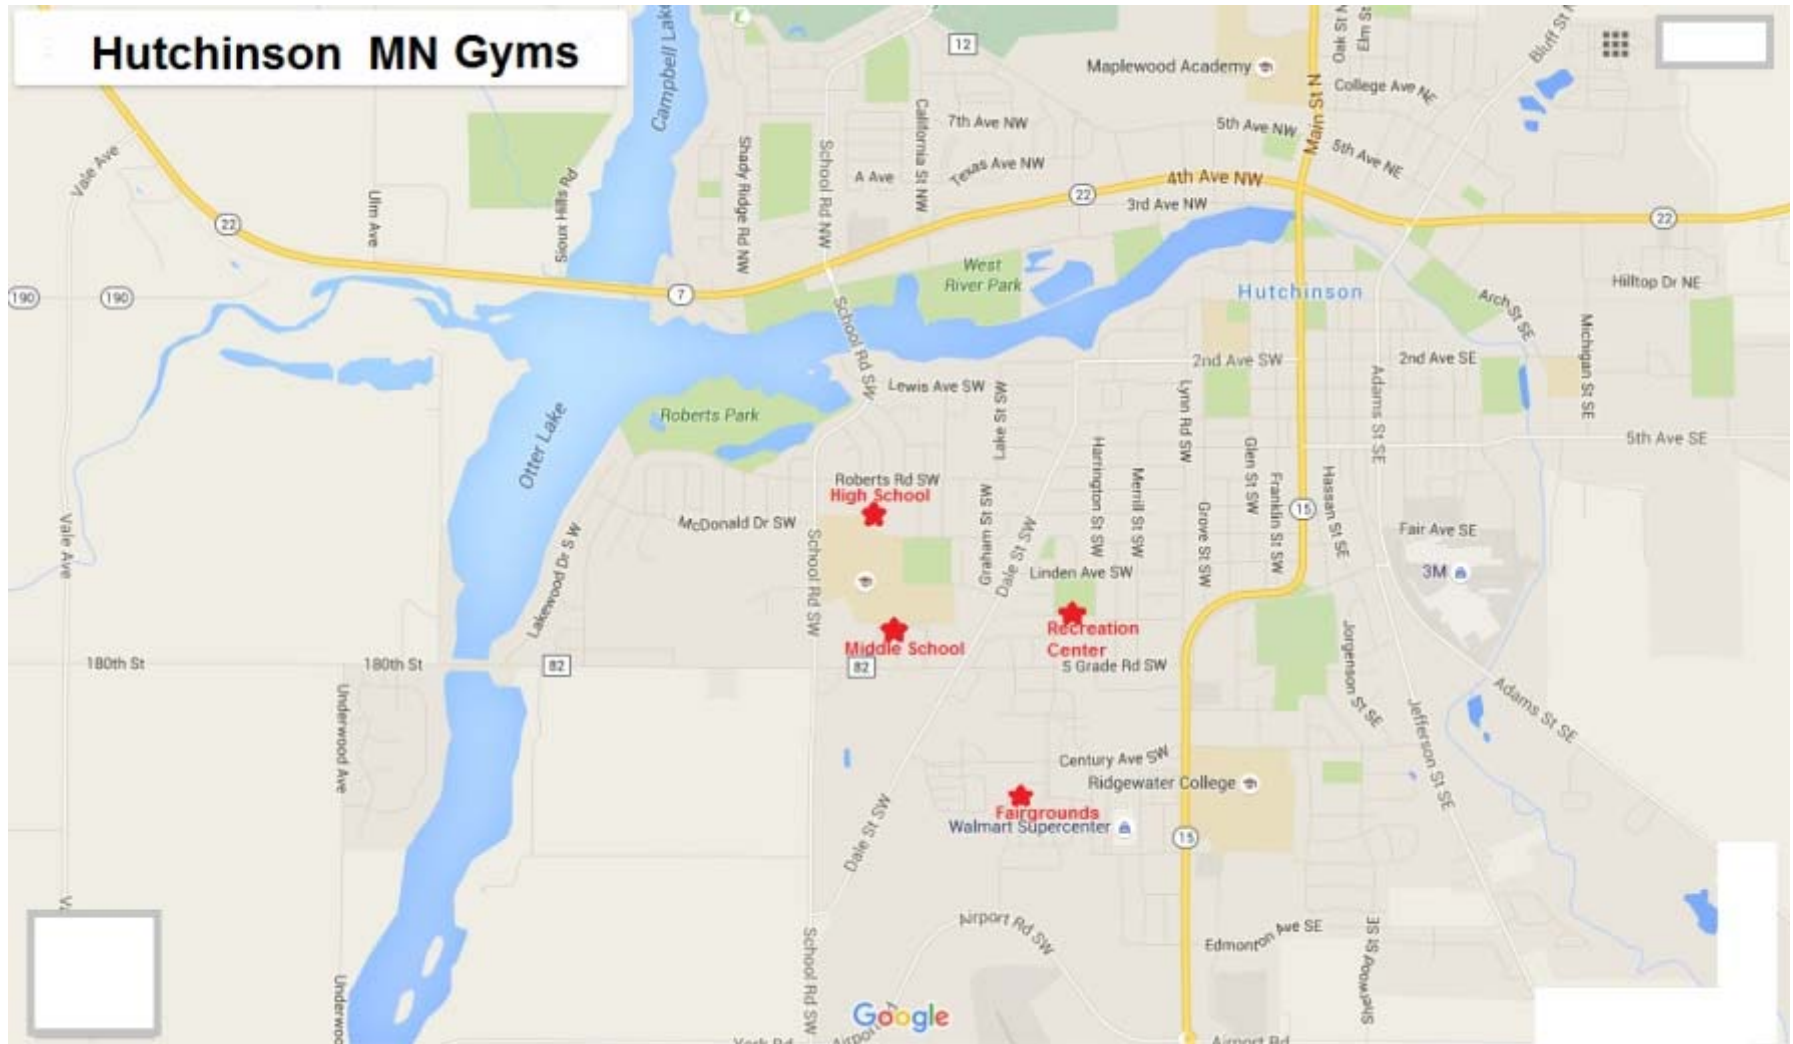 Hutchinson MN Gyms
Campbell Lake
12
Maplewood Academy
Main St N
Oak St N
Elm St
Bluff St N
College Ave NE
California St NW
7th Ave NW
5th Ave NW
5th Ave NE
Vale Ave
Ulm Ave
Sioux Hills Rd
Shady Ridge Rd NW
School Rd NW
A Ave
Texas Ave NW
22
4th Ave NW
3rd Ave NW
22
22
190
190
7
West
River Park
Hutchinson
Hilltop Dr NE
Arch St SE
Michigan St SE
School Rd SW
2nd Ave SW
2nd Ave SE
Lewis Ave SW
Lake St SW
Lynn Rd SW
Adams St SE
Roberts Park
Otter Lake
5th Ave SE
Harrington St SW
Merrill St SW
Glen St SW
Franklin St SW
Hassan St SE
Roberts Rd SW
High School
Graham St SW
Grove St SW
15
McDonald Dr SW
Dale St SW
Fair Ave SE
Vale Ave
Lakewood Dr SW
School Rd SW
Linden Ave SW
3M
Recreation
Center
Middle School
180th St
180th St
82
82
S Grade Rd SW
Jorgenson St SE
Adams St SE
Underwood Ave
Jefferson St SE
Century Ave SW
Ridgewater College
Fairgrounds
Walmart Supercenter
Dale St SW
15
Airport Rd SW
School Rd SW
Edmonton Ave SE
Sherwood St SE
Google
York Rd
Airport Rd